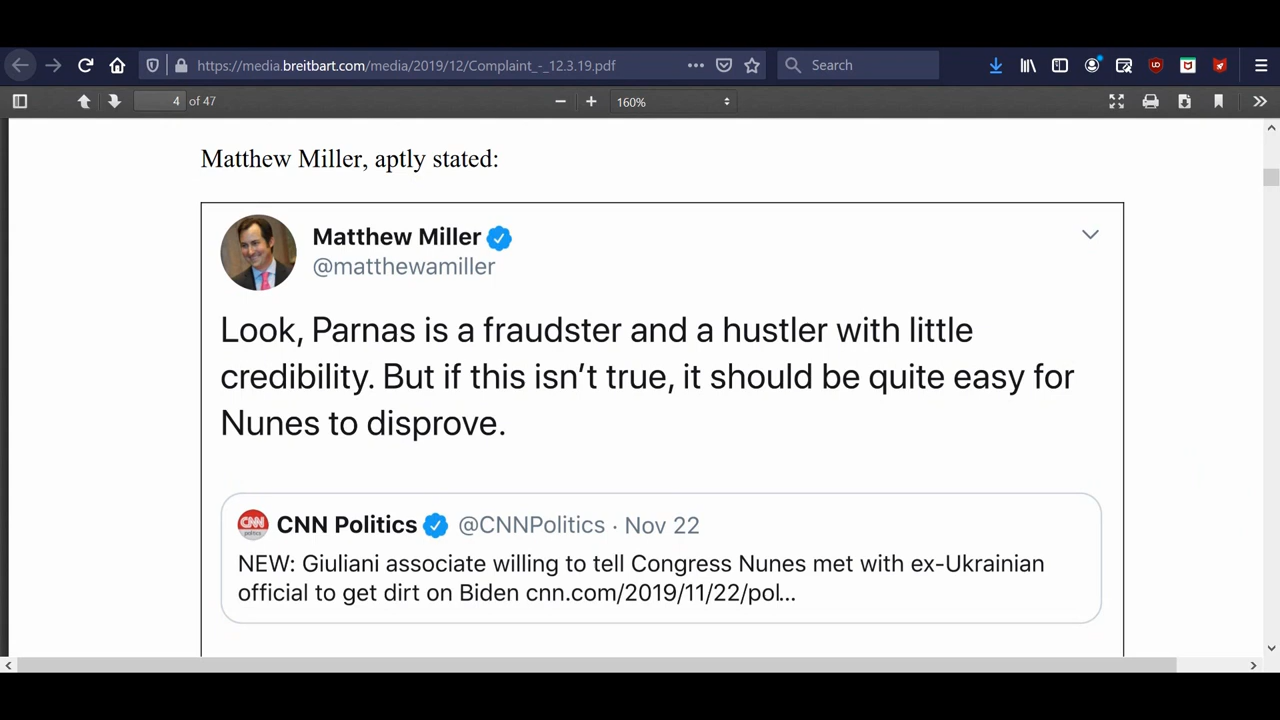 https://media.breitbart.com/media/2019/12/Complaint_-_12.3.19.pdf
Search
4 of 47
160%
Matthew Miller, aptly stated:
Matthew Miller
@matthewamiller
Look, Parnas is a fraudster and a hustler with little
credibility. But if this isn’t true, it should be quite easy for
Nunes to disprove.
CNN politics
CNN Politics @CNNPolitics · Nov 22
NEW: Giuliani associate willing to tell Congress Nunes met with ex-Ukrainian
official to get dirt on Biden cnn.com/2019/11/22/pol...